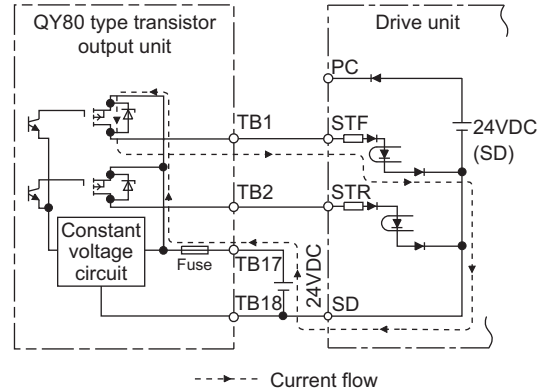 QY80 type transistor
output unit
Drive unit
PC
TB1
STF
24VDC
(SD)
TB2
STR
Constant
voltage
circuit
Fuse
TB17
24VDC
TB18
SD
Current flow